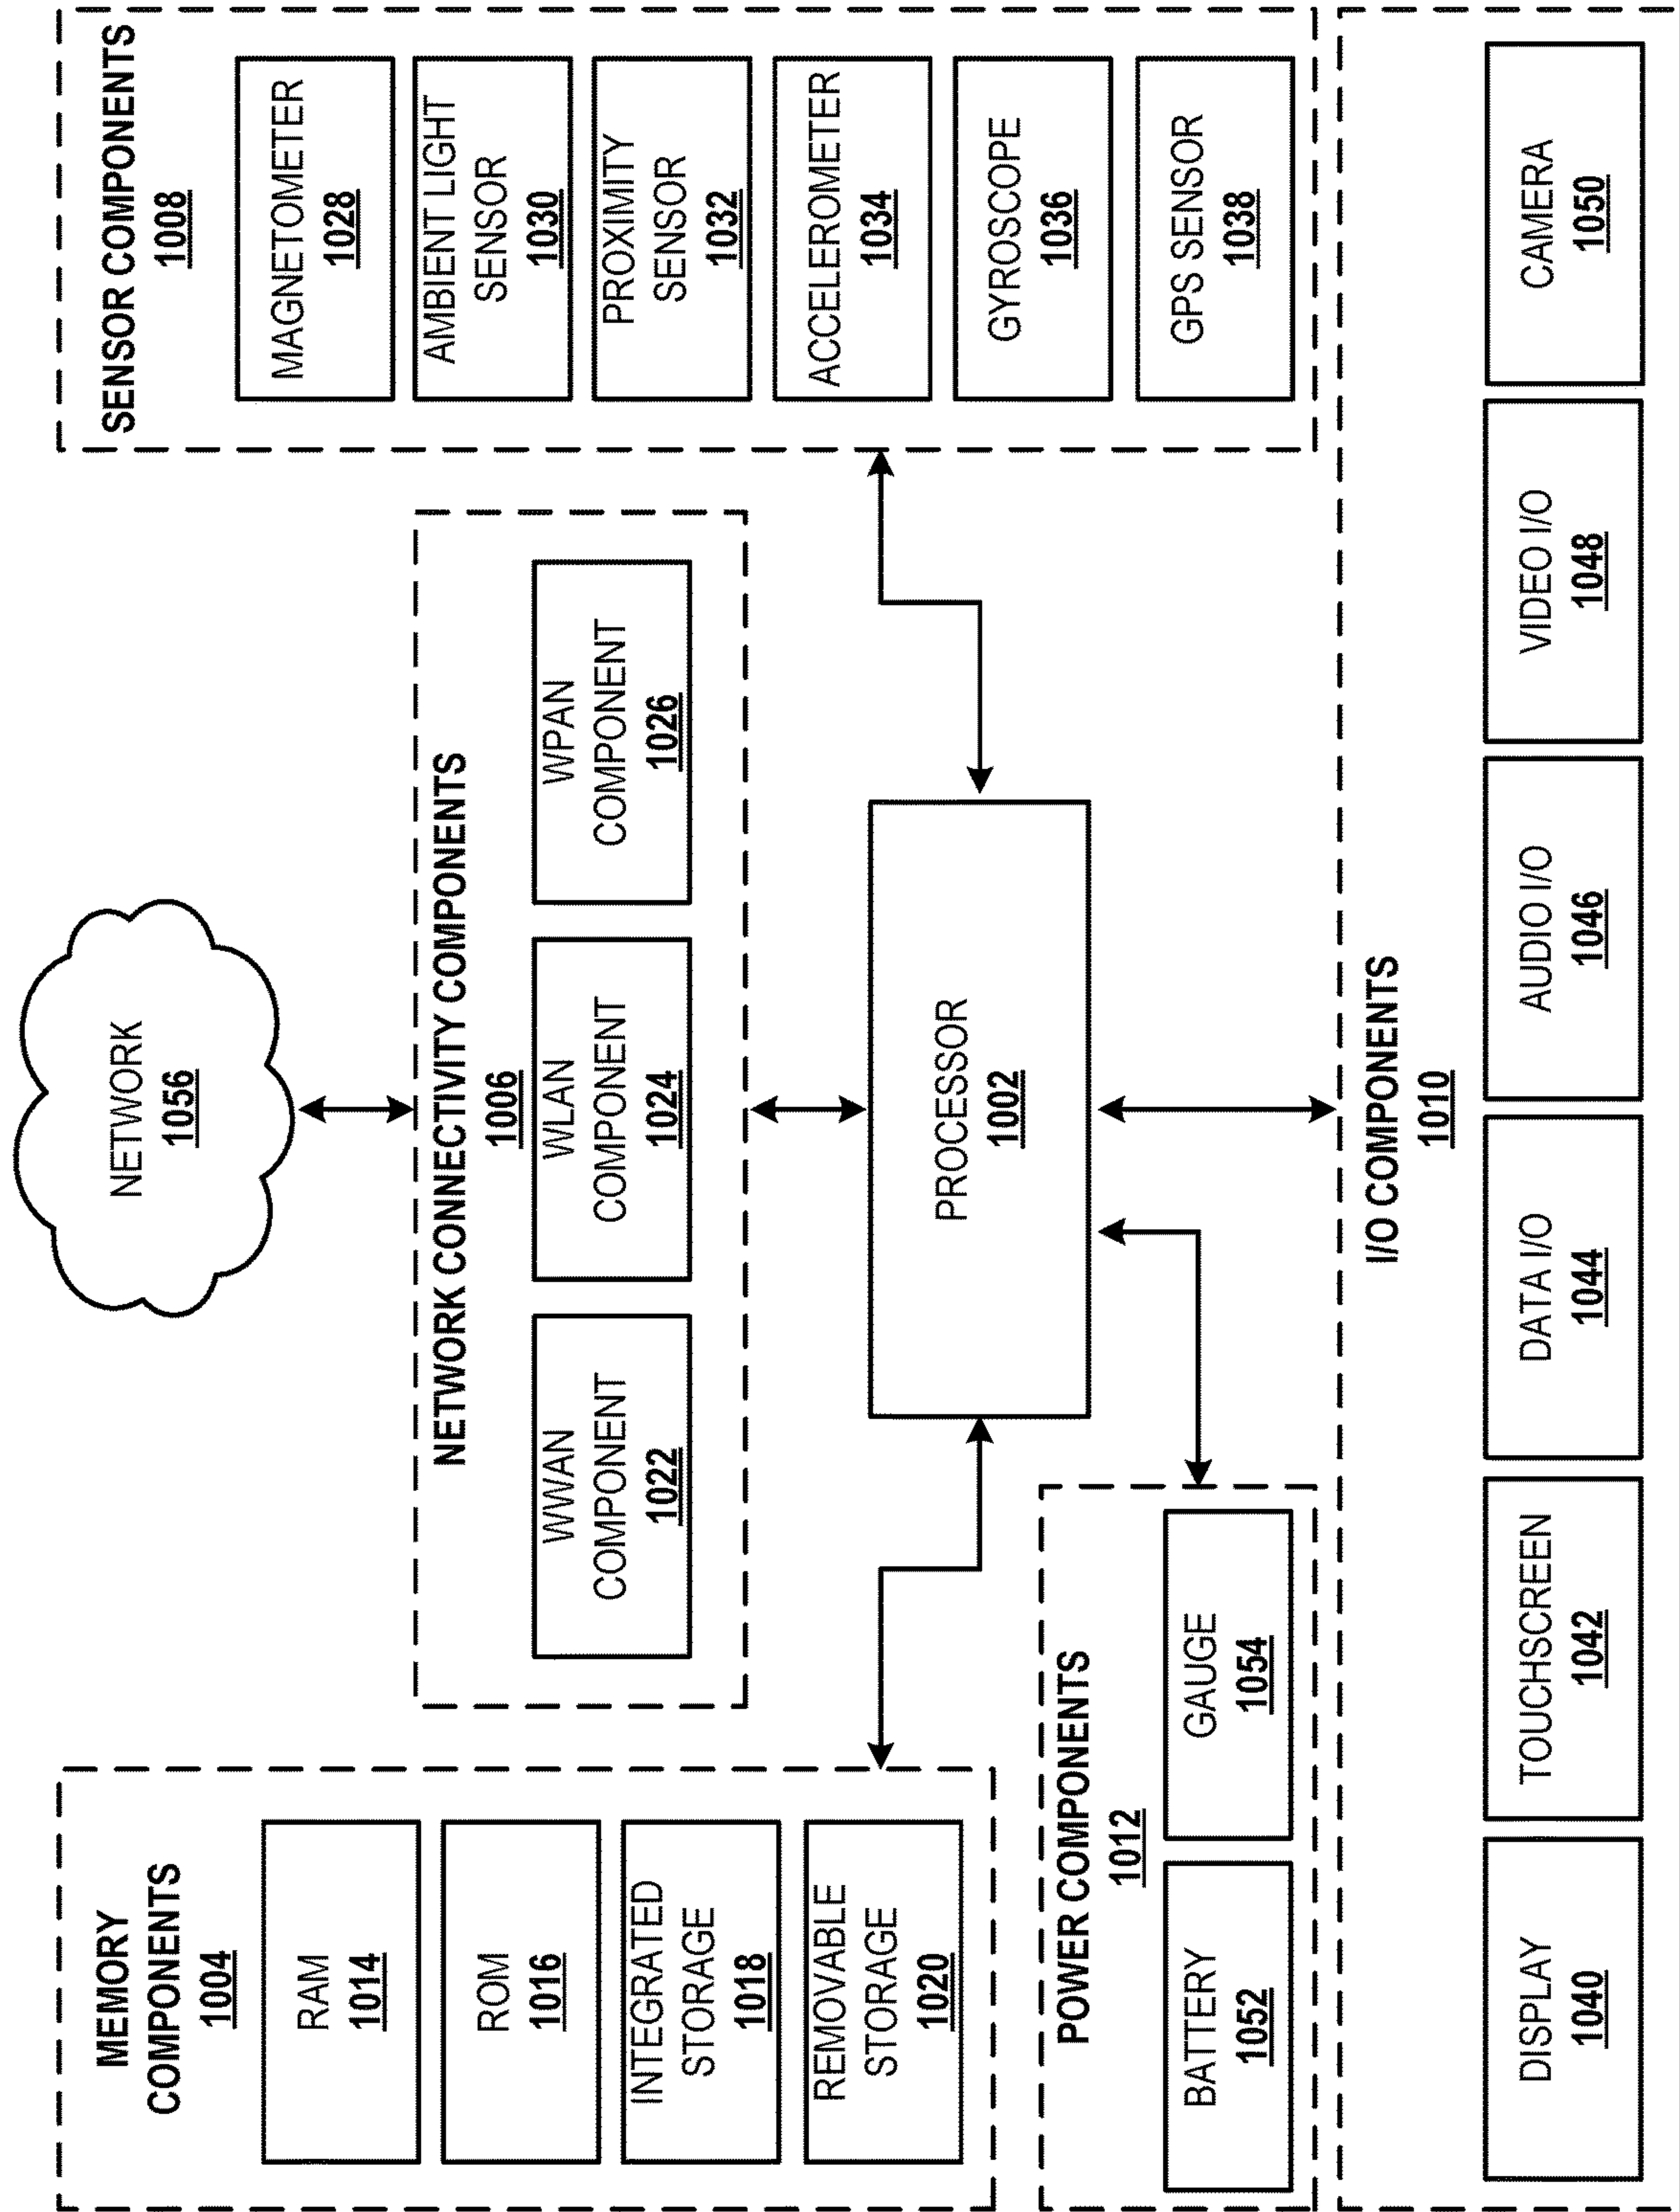 NETWORK
1056
MEMORY
COMPONENTS
1004
RAM
1014
ROM
1016
INTEGRATED
STORAGE
1018
REMOVABLE
STORAGE
1020
NETWORK CONNECTIVITY COMPONENTS
1006
WWAN
COMPONENT
1022
WLAN
COMPONENT
1024
WPAN
COMPONENT
1026
SENSOR COMPONENTS
1008
MAGNETOMETER
1028
AMBIENT LIGHT
SENSOR
1030
PROXIMITY
SENSOR
1032
ACCELEROMETER
1034
GYROSCOPE
1036
GPS SENSOR
1038
PROCESSOR
1002
POWER COMPONENTS
1012
BATTERY
1052
GAUGE
1054
I/O COMPONENTS
1010
DISPLAY
1040
TOUCHSCREEN
1042
DATA I/O
1044
AUDIO I/O
1046
VIDEO I/O
1048
CAMERA
1050